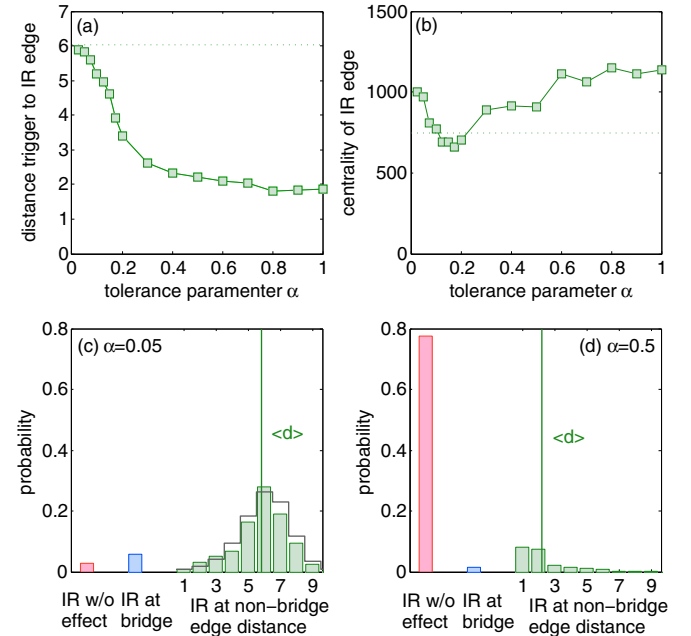 (a)
distance trigger to IR edge
6
5
4
3
2
1
0
0 0.2 0.4 0.6 0.8 1
tolerance paramenter α
(b)
centrality of IR edge
1500
1000
500
0
0 0.2 0.4 0.6 0.8 1
tolerance parameter α
(c) α=0.05
probability
0.8
0.6
0.4
0.2
0
<d>
1 3 5 7 9
IR w/o
effect
IR at
bridge
IR at non-bridge
edge distance
(d) α=0.5
probability
0.8
0.6
0.4
0.2
0
<d>
1 3 5 7 9
IR w/o
effect
IR at
bridge
IR at non-bridge
edge distance